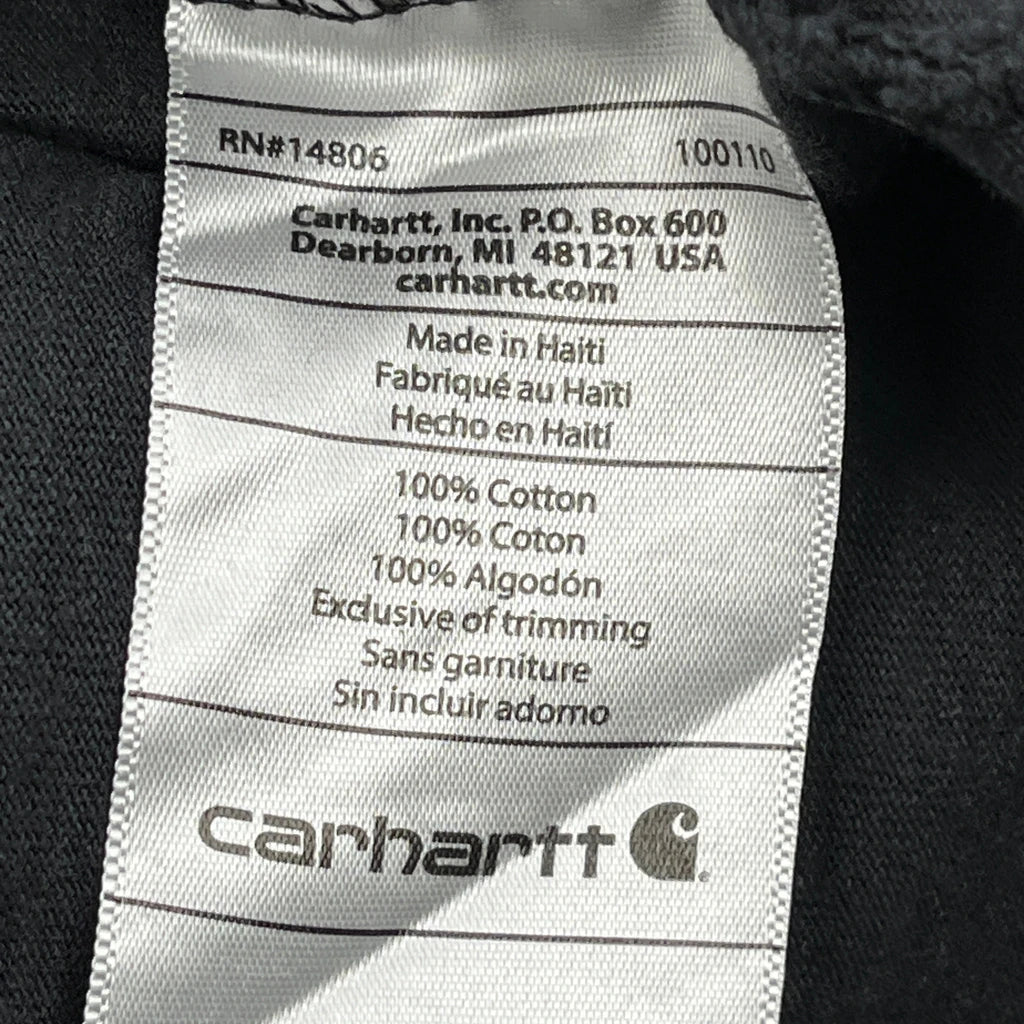 RN#14806 100110
Carhartt, Inc. P.O. Box 600
Dearborn, MI 48121 USA
carhartt.com
Made in Haiti
Fabriqué au Haïti
Hecho en Haití
100% Cotton
100% Coton
100% Algodón
Exclusive of trimming
Sans garniture
Sin incluir adorno
carhartt